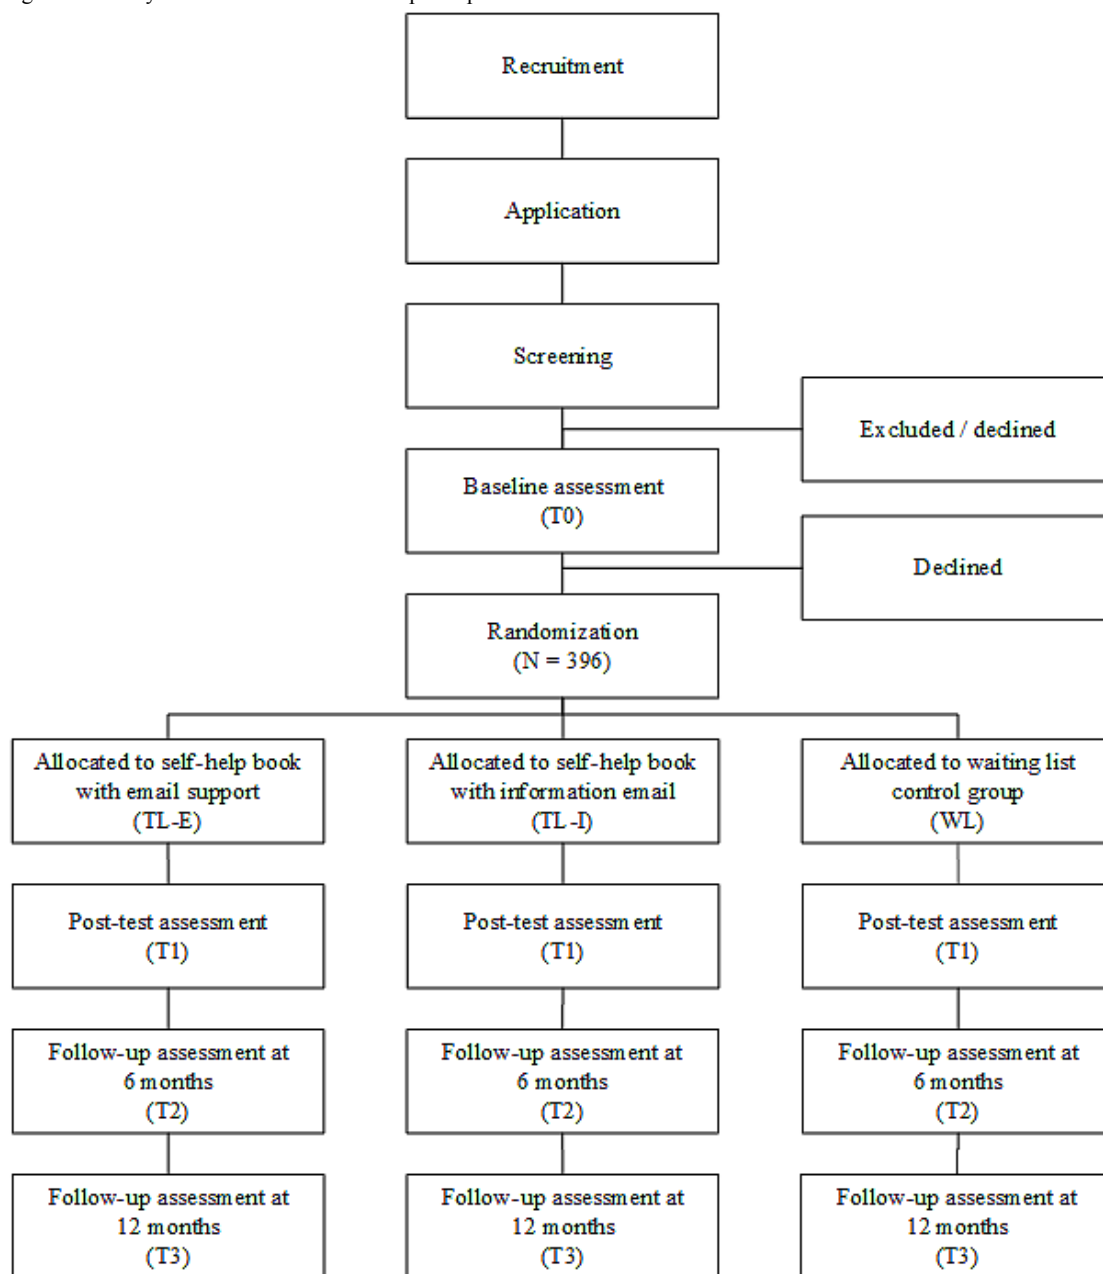 Recruitment
Application
Screening
Excluded / declined
Baseline assessment
(T0)
Declined
Randomization
(N = 396)
Allocated to self-help book
with email support
(TL-E)
Allocated to self-help book
with information email
(TL-I)
Allocated to waiting list
control group
(WL)
Post-test assessment
(T1)
Post-test assessment
(T1)
Post-test assessment
(T1)
Follow-up assessment at
6 months
(T2)
Follow-up assessment at
6 months
(T2)
Follow-up assessment at
6 months
(T2)
Follow-up assessment at
12 months
(T3)
Follow-up assessment at
12 months
(T3)
Follow-up assessment at
12 months
(T3)